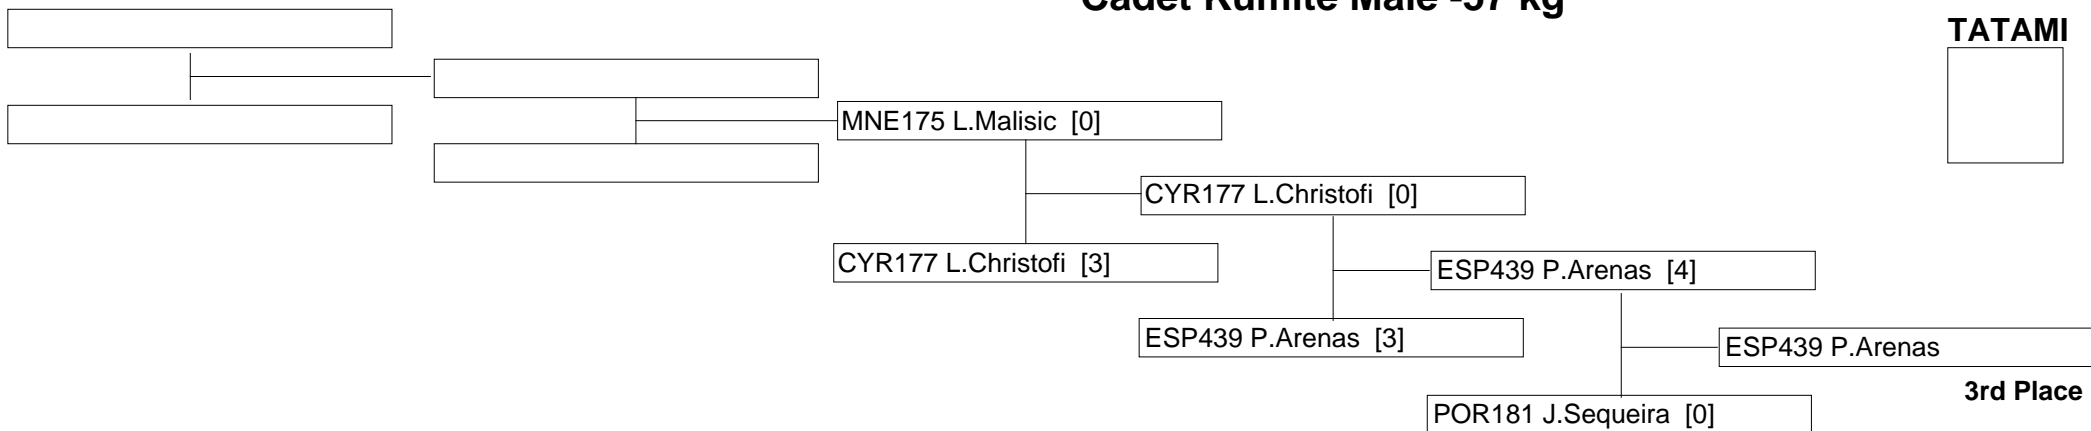 Cadet Kumite Male -57 kg
TATAMI
MNE175 L.Malisic [0]
CYR177 L.Christofi [0]
CYR177 L.Christofi [3]
ESP439 P.Arenas [4]
ESP439 P.Arenas [3]
ESP439 P.Arenas
3rd Place
POR181 J.Sequeira [0]